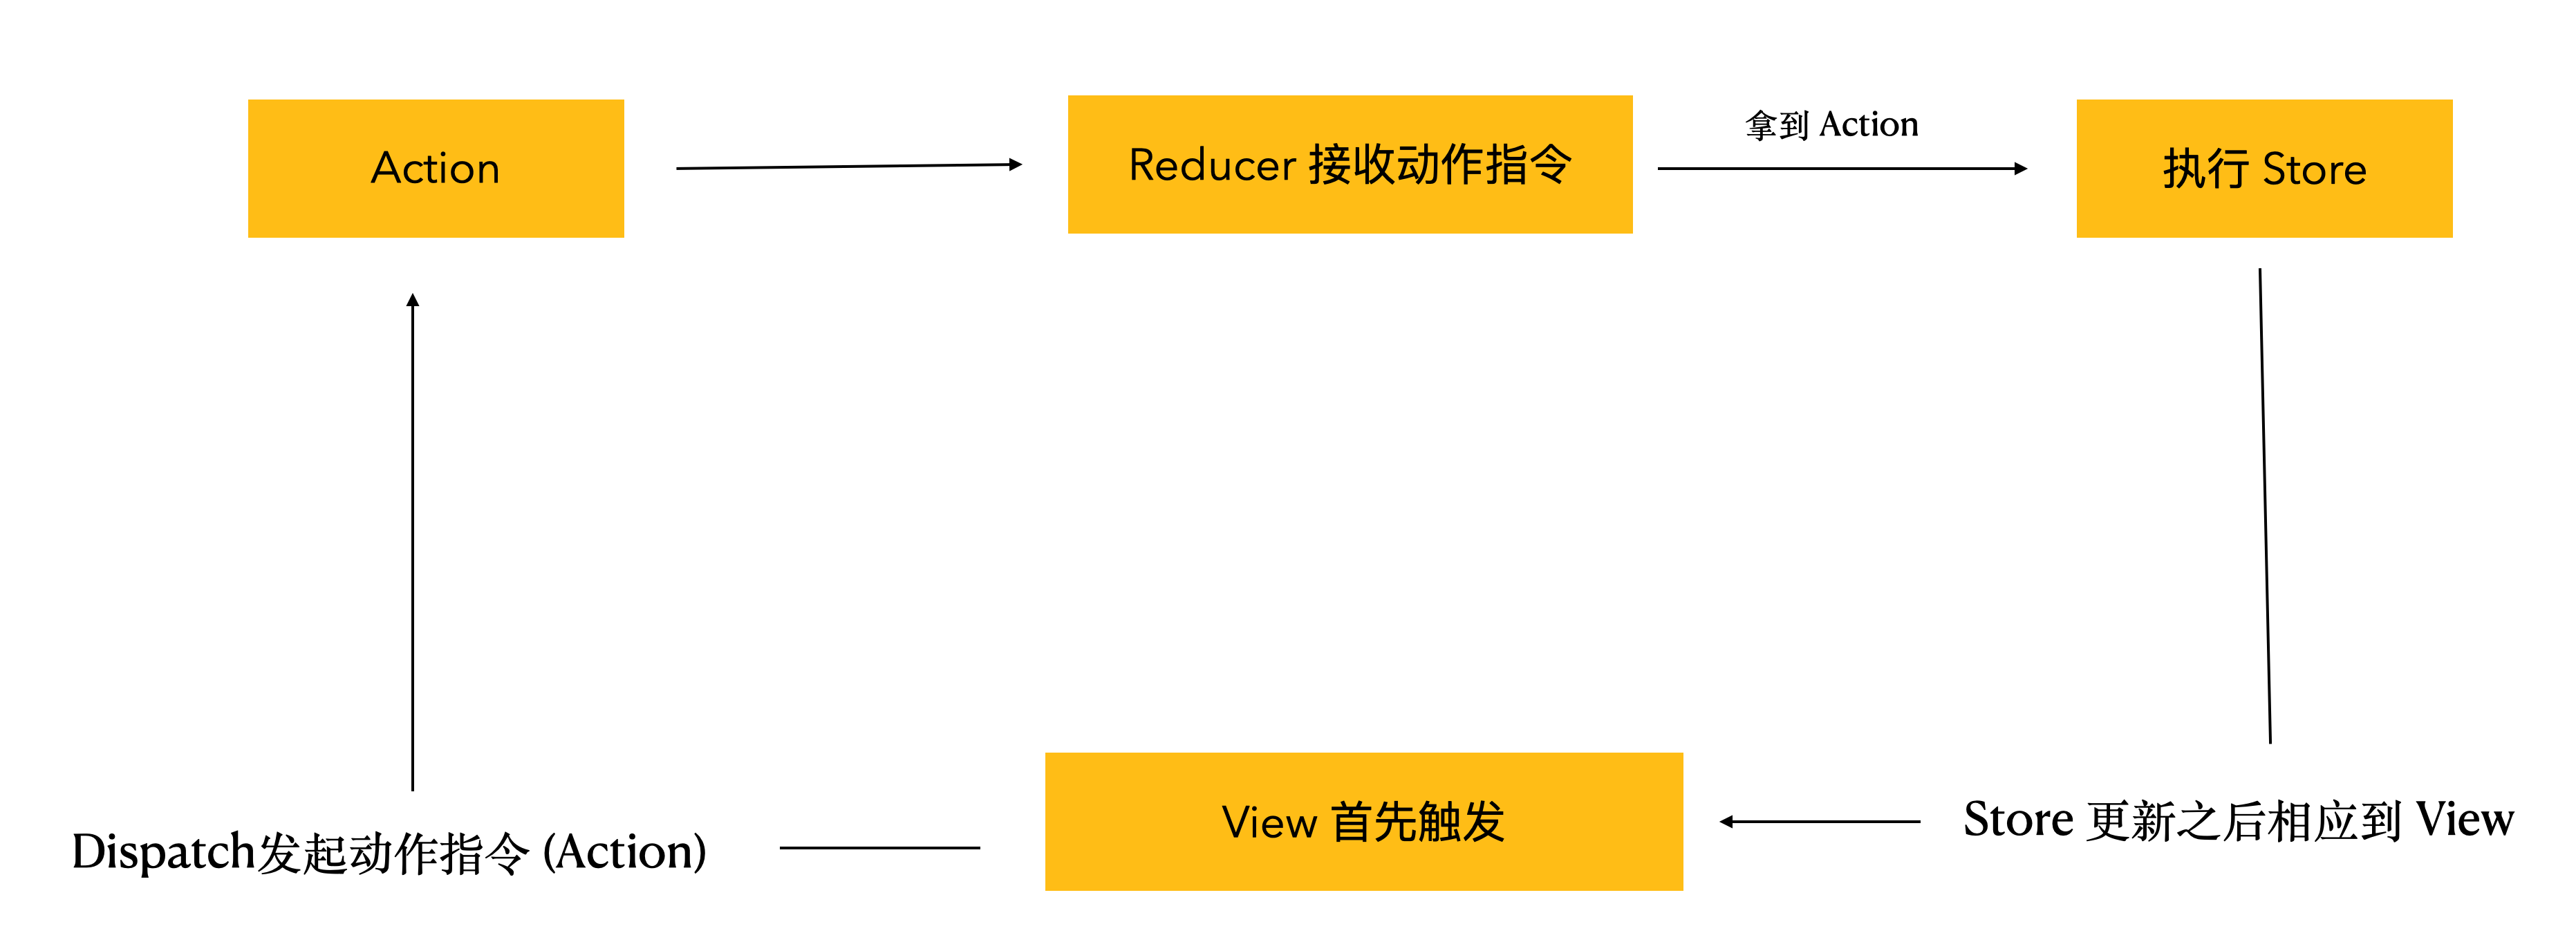 Action
Reducer 接收动作指令
拿到 Action
执行 Store
Dispatch发起动作指令 (Action)
View 首先触发
Store 更新之后相应到 View